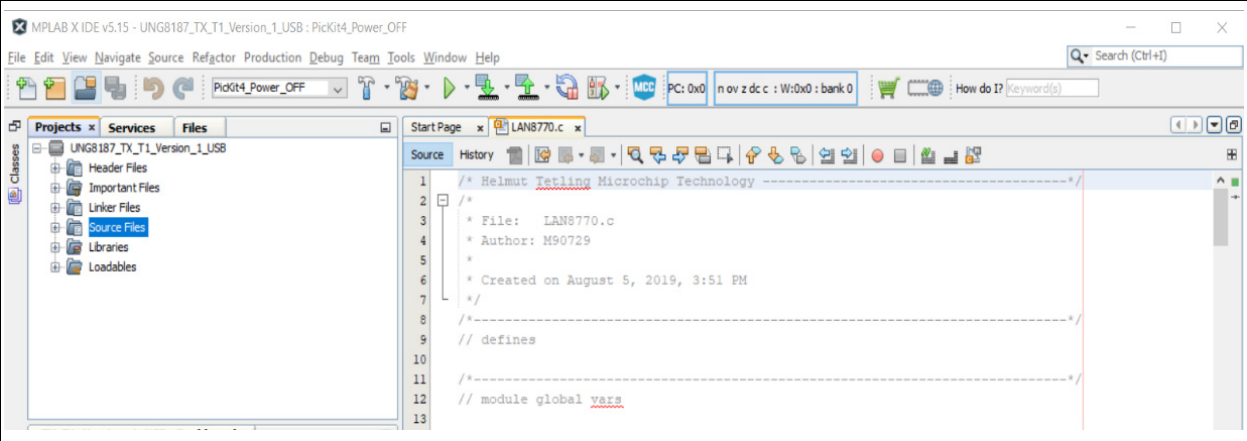 MPLAB X IDE v5.15 - UNG8187_TX_T1_Version_1_USB : PicKit4_Power_OFF
File Edit View Navigate Source Refactor Production Debug Team Tools Window Help
Search (Ctrl+I)
PicKit4_Power_OFF
MCC
PC: 0x0
n ov z dc c : W:0x0 : bank 0
How do I? Keyword(s)
Classes
Projects x Services Files
UNG8187_TX_T1_Version_1_USB
Header Files
Important Files
Linker Files
Source Files
Libraries
Loadables
Start Page x LAN8770.c x
Source History
1 /* Helmut Tetling Microchip Technology ---------------------------------------*/
2 /*
3 * File: LAN8770.c
4 * Author: M90729
5 *
6 * Created on August 5, 2019, 3:51 PM
7 */
8 /*----------------------------------------------------------------------------*/
9 // defines
10
11 /*----------------------------------------------------------------------------*/
12 // module global vars
13